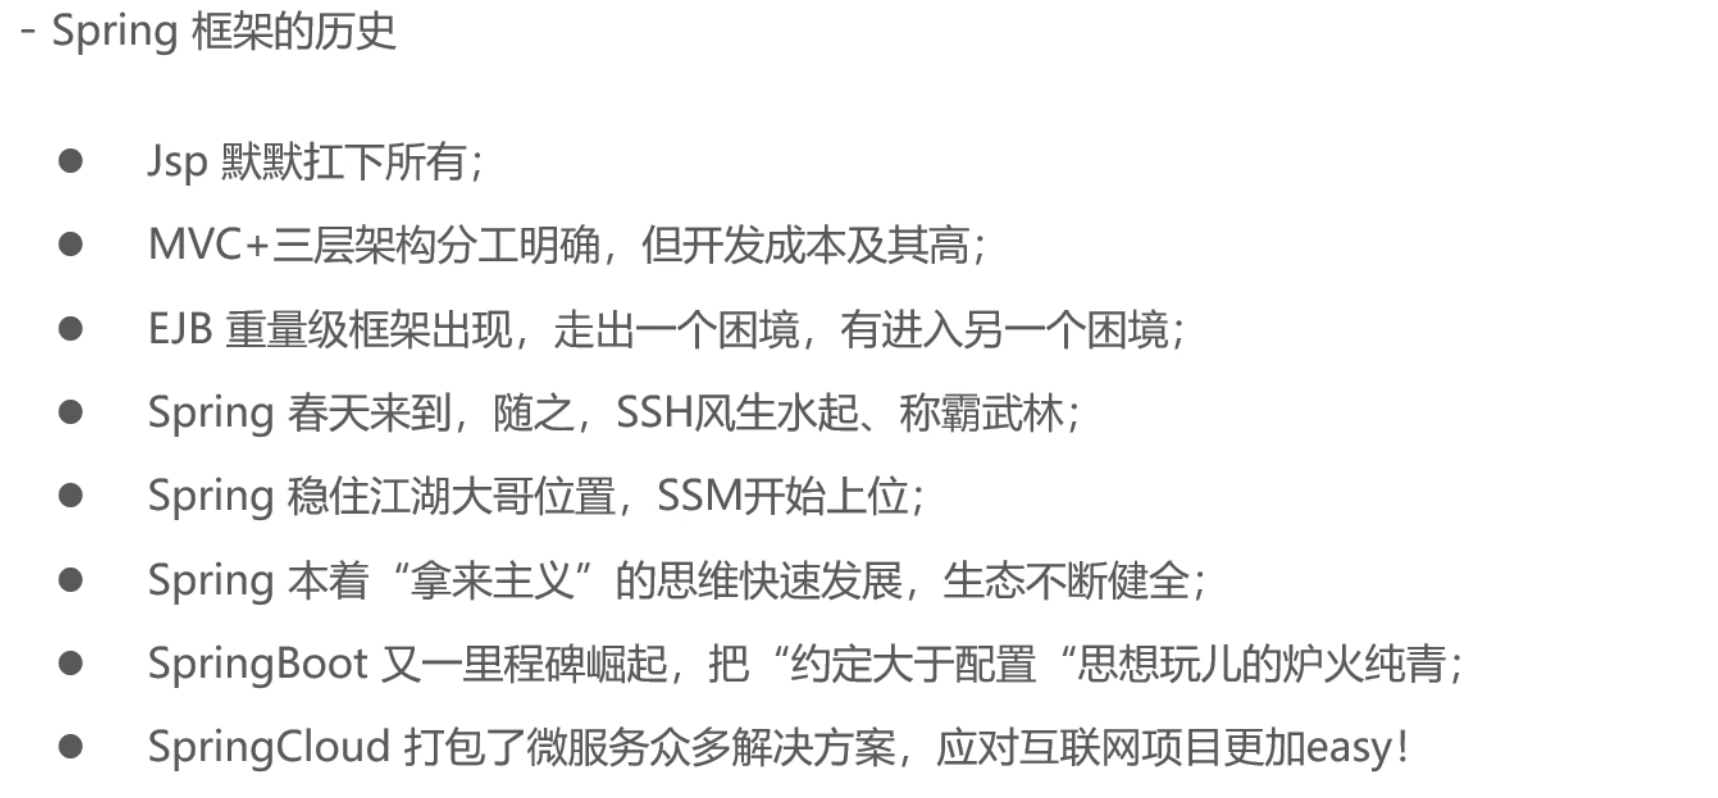 - Spring 框架的历史
● Jsp 默默扛下所有；
● MVC+三层架构分工明确，但开发成本及其高；
● EJB 重量级框架出现，走出一个困境，有进入另一个困境；
● Spring 春天来到，随之，SSH风生水起、称霸武林；
● Spring 稳住江湖大哥位置，SSM开始上位；
● Spring 本着“拿来主义”的思维快速发展，生态不断健全；
● SpringBoot 又一里程碑崛起，把“约定大于配置“思想玩儿的炉火纯青；
● SpringCloud 打包了微服务众多解决方案，应对互联网项目更加easy！